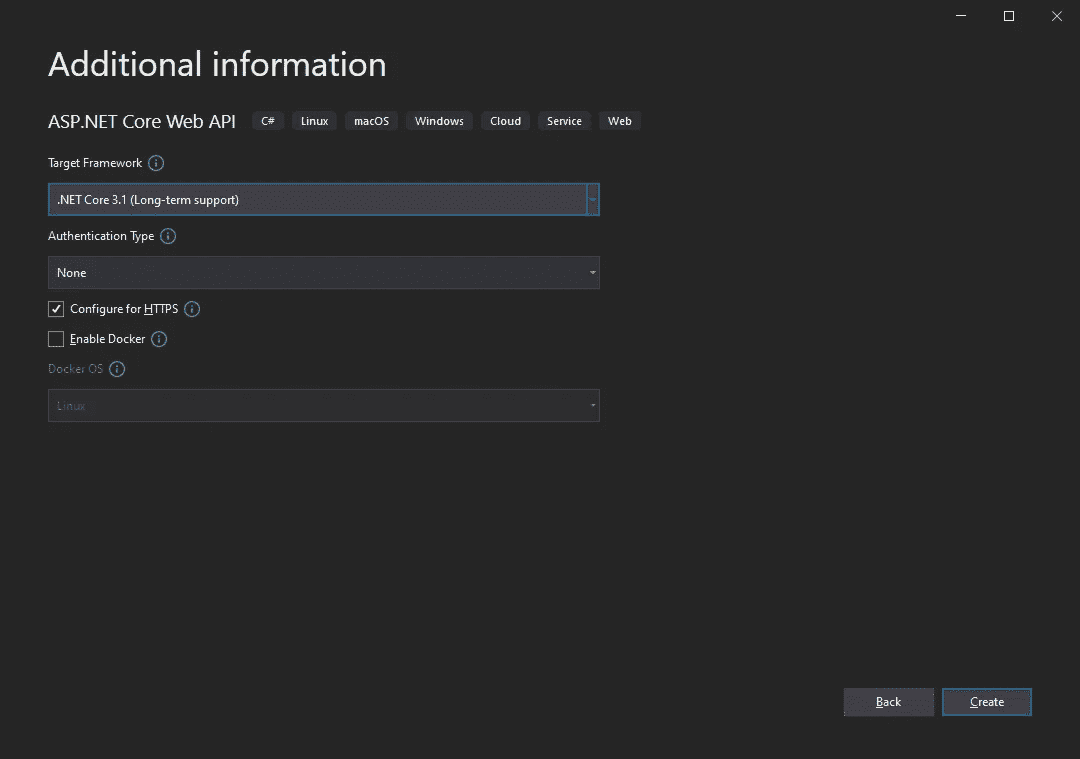 Additional information
ASP.NET Core Web API C# Linux macOS Windows Cloud Service Web
Target Framework
.NET Core 3.1 (Long-term support)
Authentication Type
None
Configure for HTTPS
Enable Docker
Docker OS
Linux
Back Create